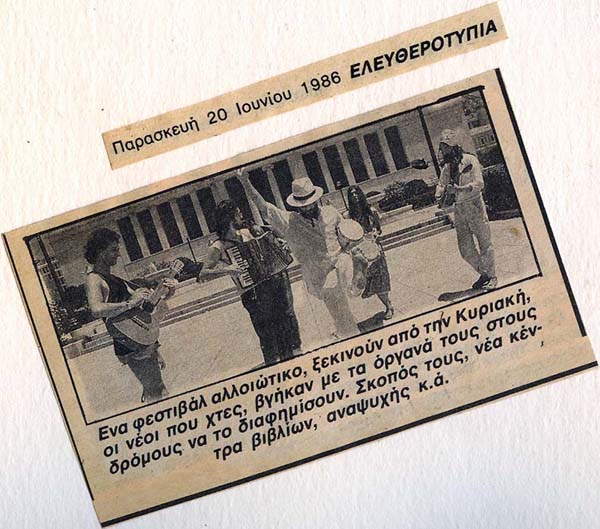 Παρασκευή 20 Ιουνίου 1986 ΕΛΕΥΘΕΡΟΤΥΠΙΑ
Ενα φεστιβάλ αλλοιώτικο, ξεκινούν από την Κυριακή,
οι νέοι που χτες, βγήκαν με τα όργανά τους στους
δρόμους να το διαφημίσουν. Σκοπός τους, νέα κέν-
τρα βιβλίων, αναψυχής κ.ά.